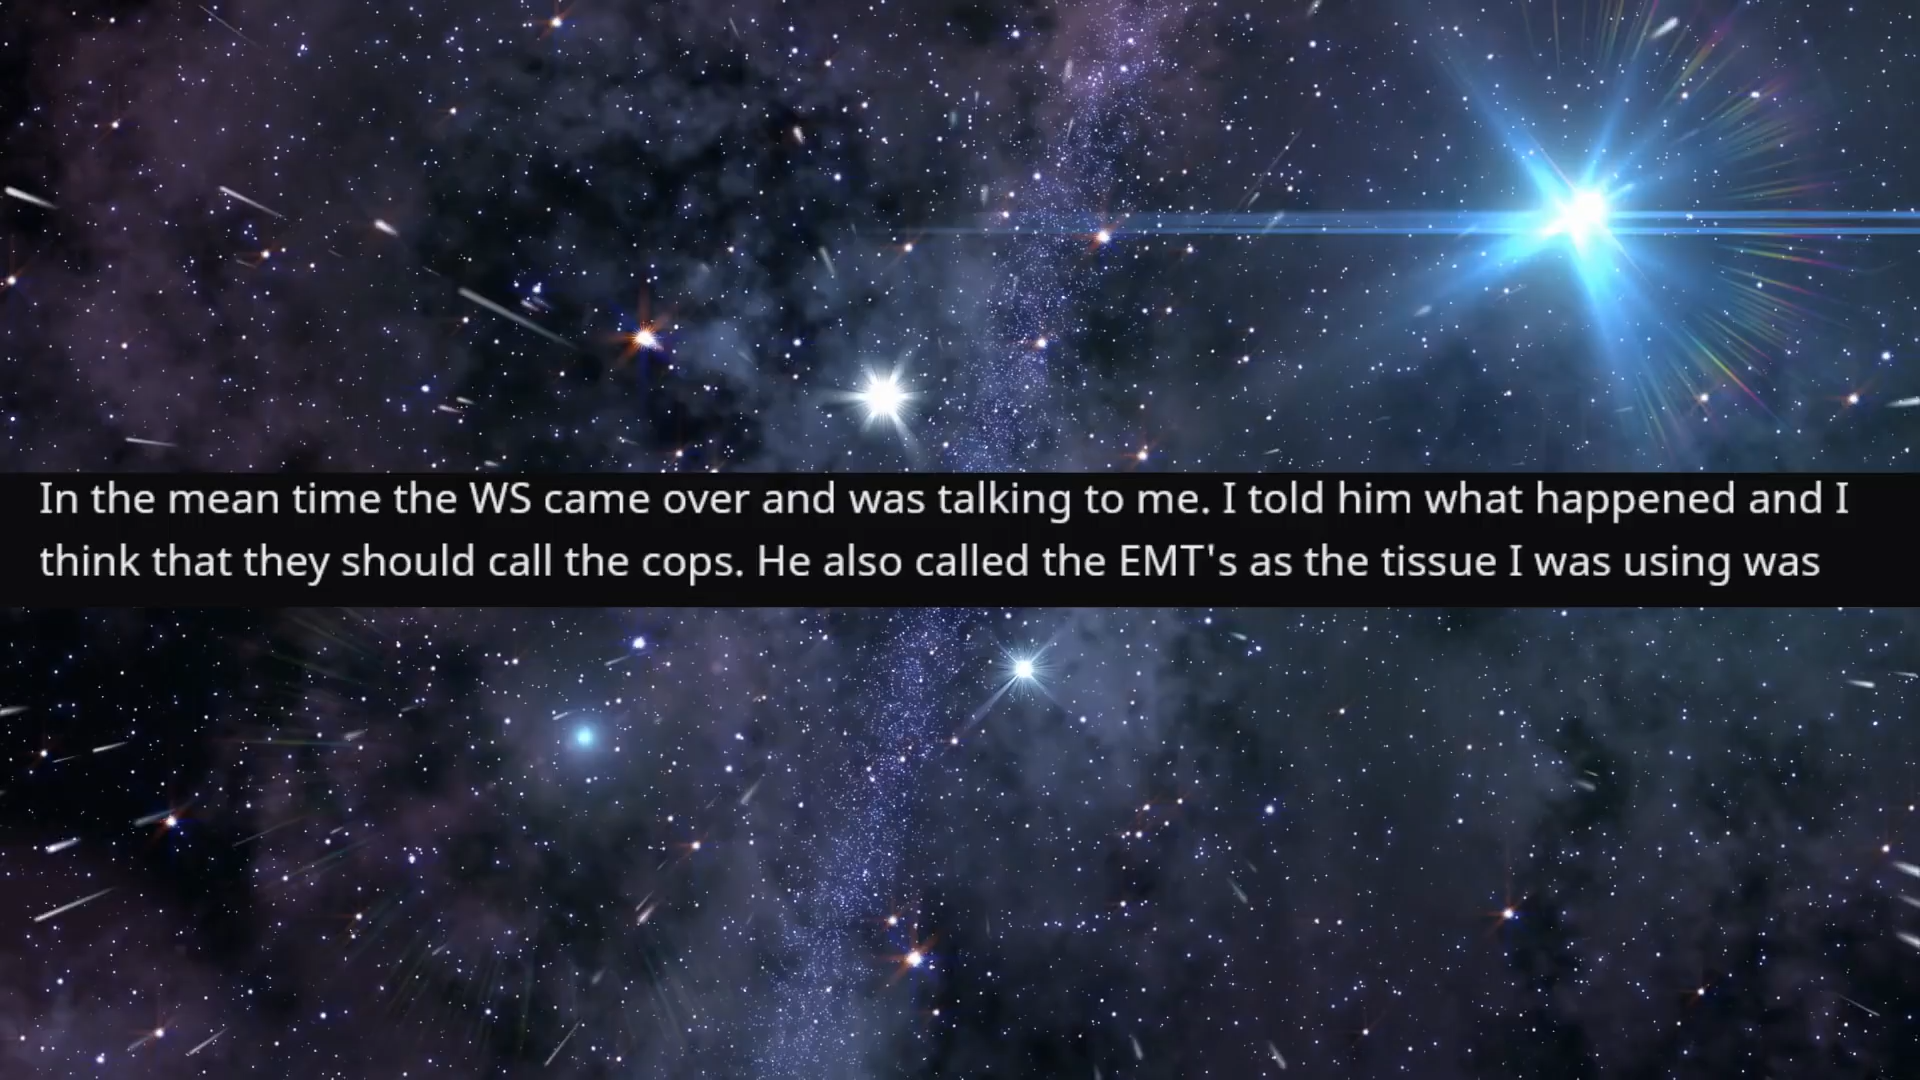 In the mean time the WS came over and was talking to me. I told him what happened and I
think that they should call the cops. He also called the EMT's as the tissue I was using was